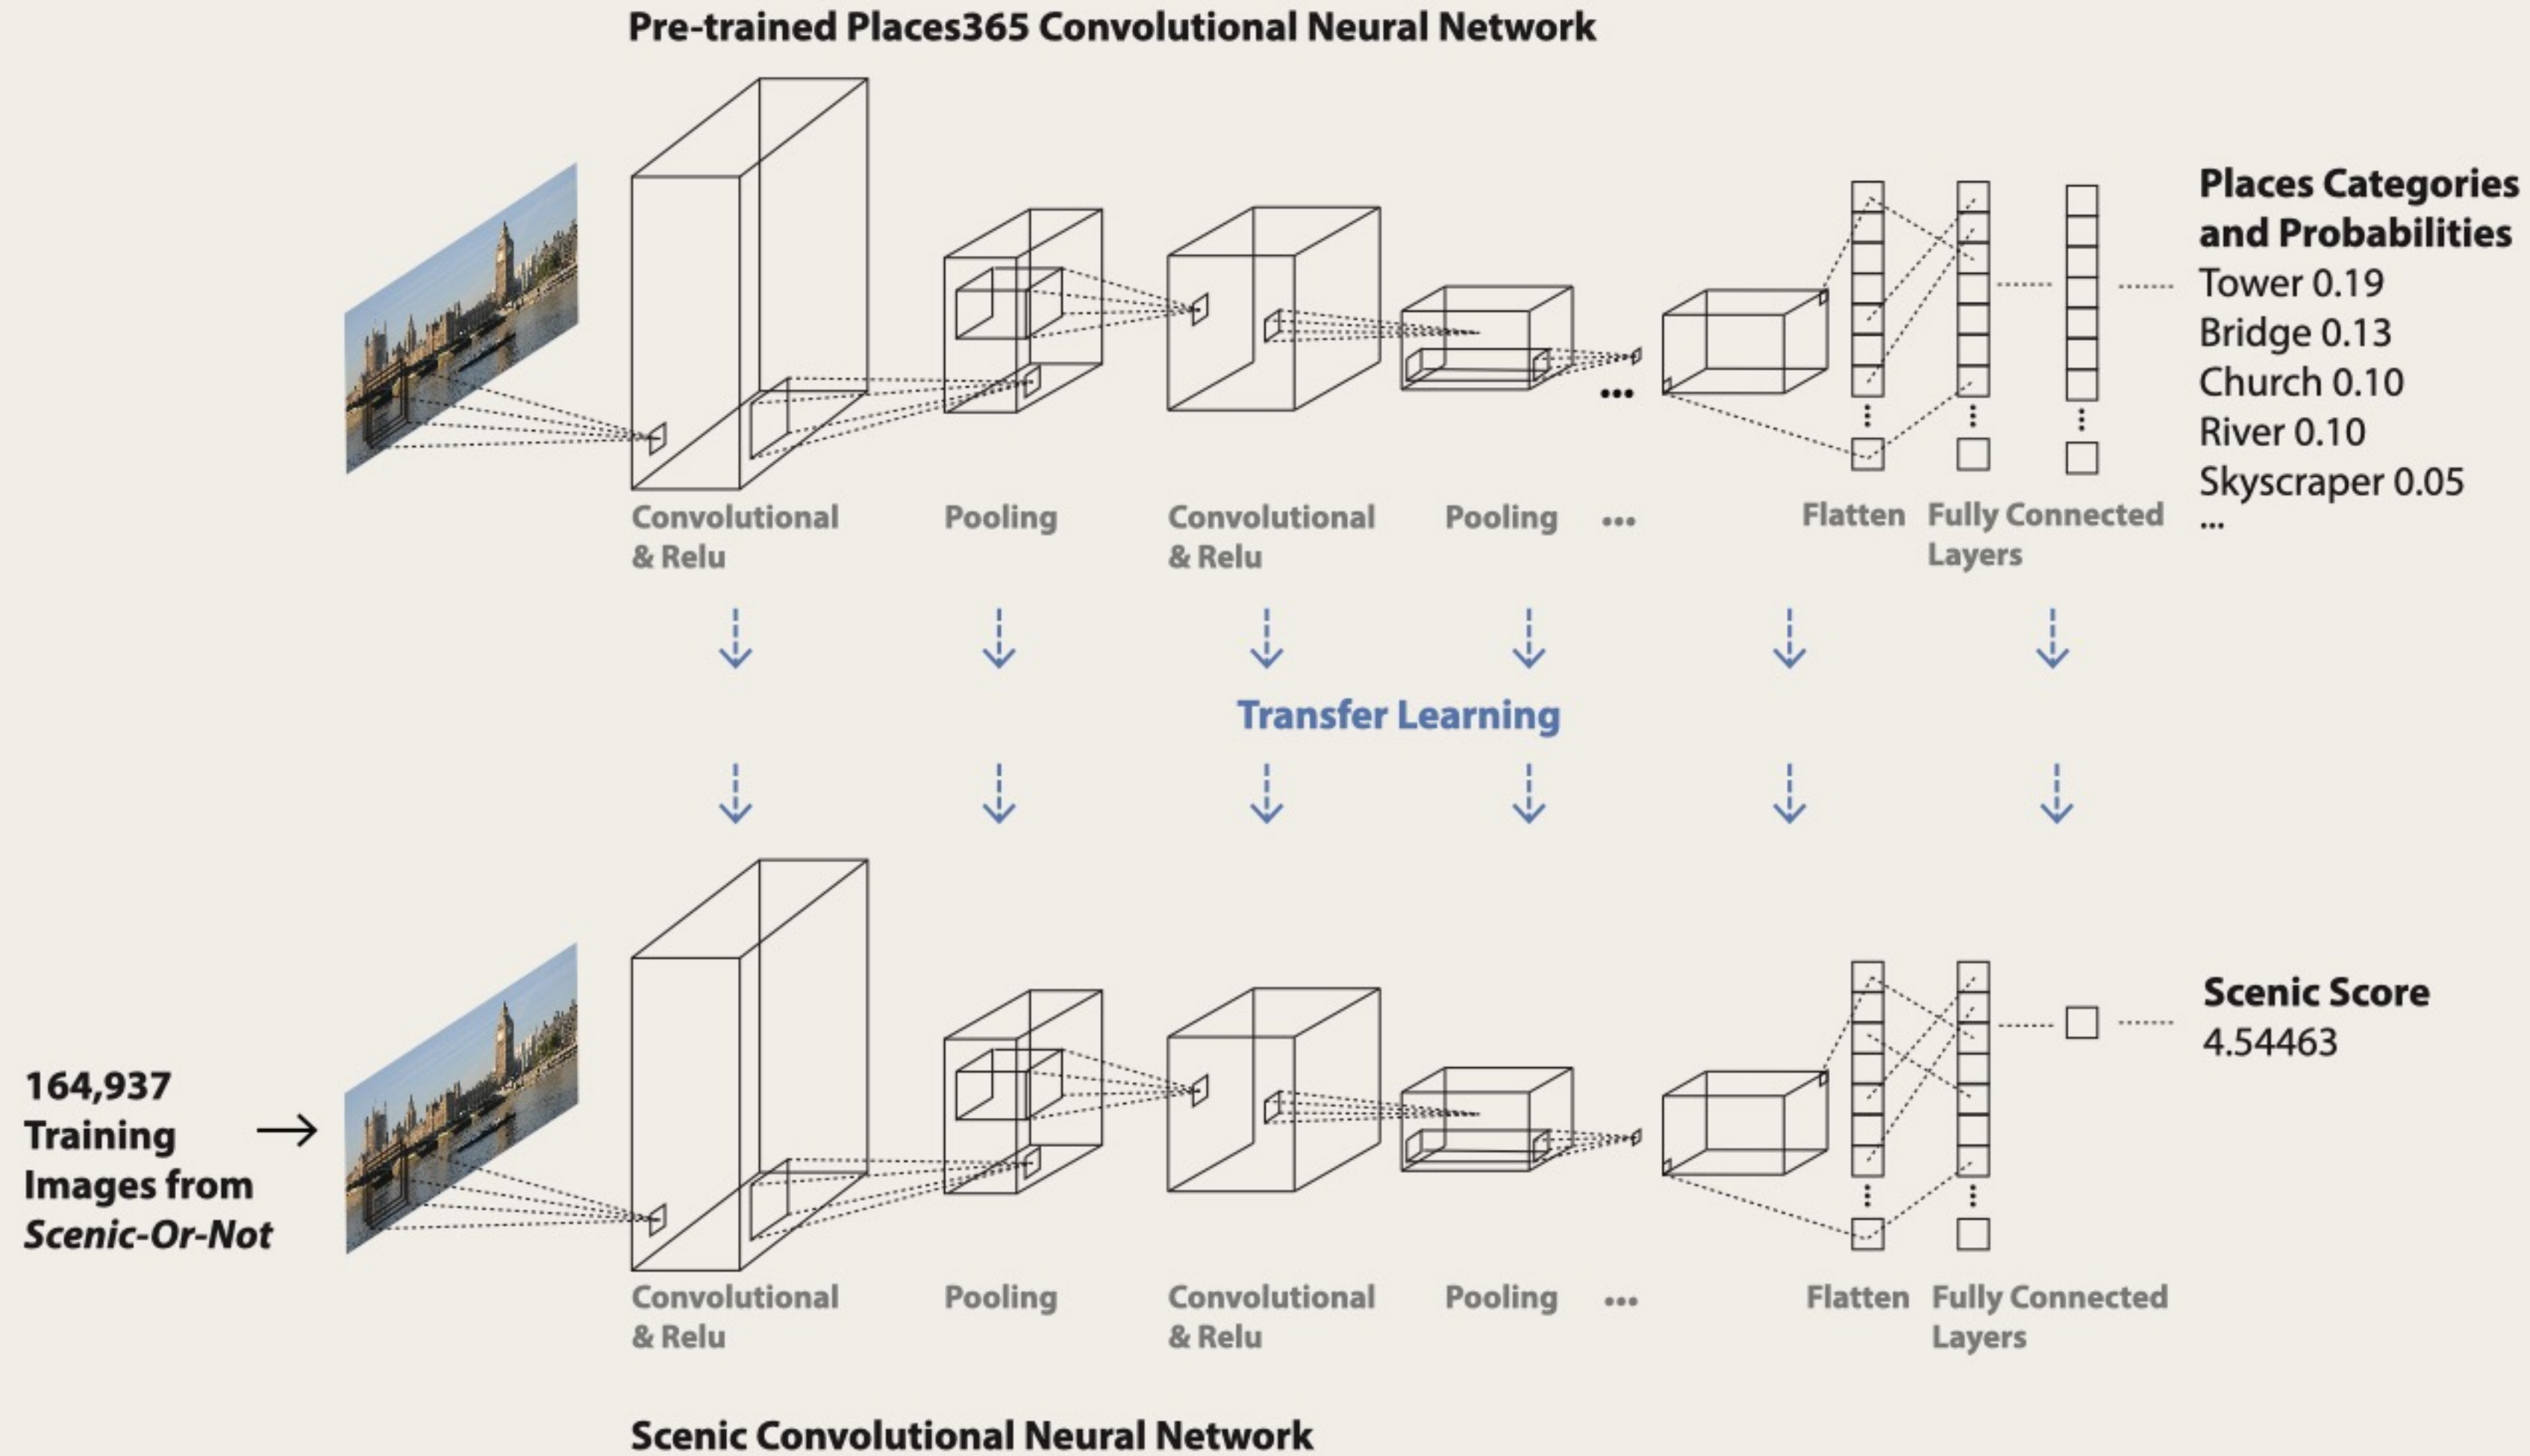 Pre-trained Places365 Convolutional Neural Network
Places Categories
and Probabilities
Tower 0.19
Bridge 0.13
Church 0.10
River 0.10
Skyscraper 0.05
...
Convolutional
& Relu
Pooling
Convolutional
& Relu
Pooling
...
Flatten
Fully Connected
Layers
Transfer Learning
164,937
Training
Images from
Scenic-Or-Not
Scenic Score
4.54463
Convolutional
& Relu
Pooling
Convolutional
& Relu
Pooling
...
Flatten
Fully Connected
Layers
Scenic Convolutional Neural Network